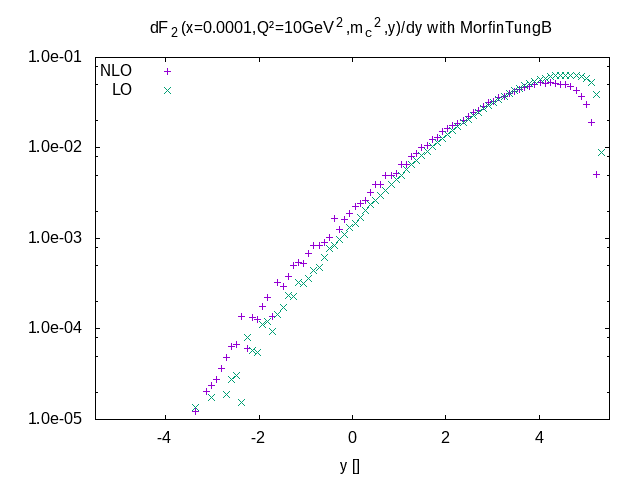 dF₂(x=0.0001,Q²=10GeV²,m_c²,y)/dy with MorfinTungB
1.0e-01
NLO
LO
1.0e-02
1.0e-03
1.0e-04
1.0e-05
-4 -2 0 2 4
y []